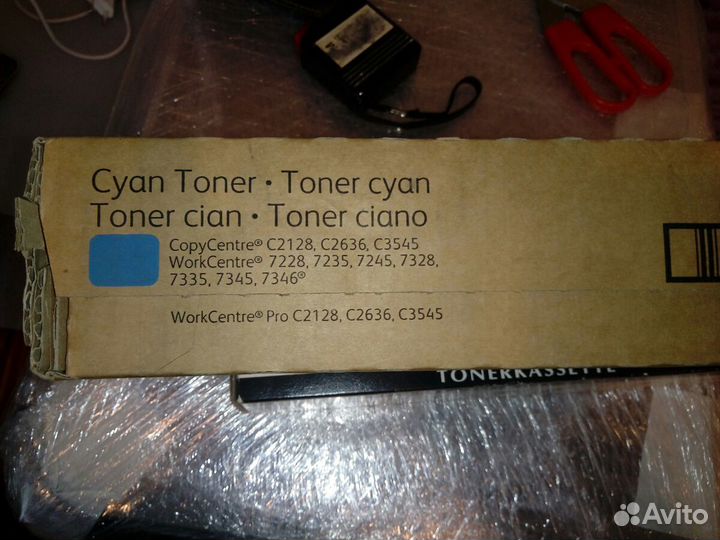 Cyan Toner • Toner cyan
Toner cian • Toner ciano
CopyCentre® C2128, C2636, C3545
WorkCentre® 7228, 7235, 7245, 7328,
7335, 7345, 7346®
WorkCentre® Pro C2128, C2636, C3545
TONERKASSETTE
Avito